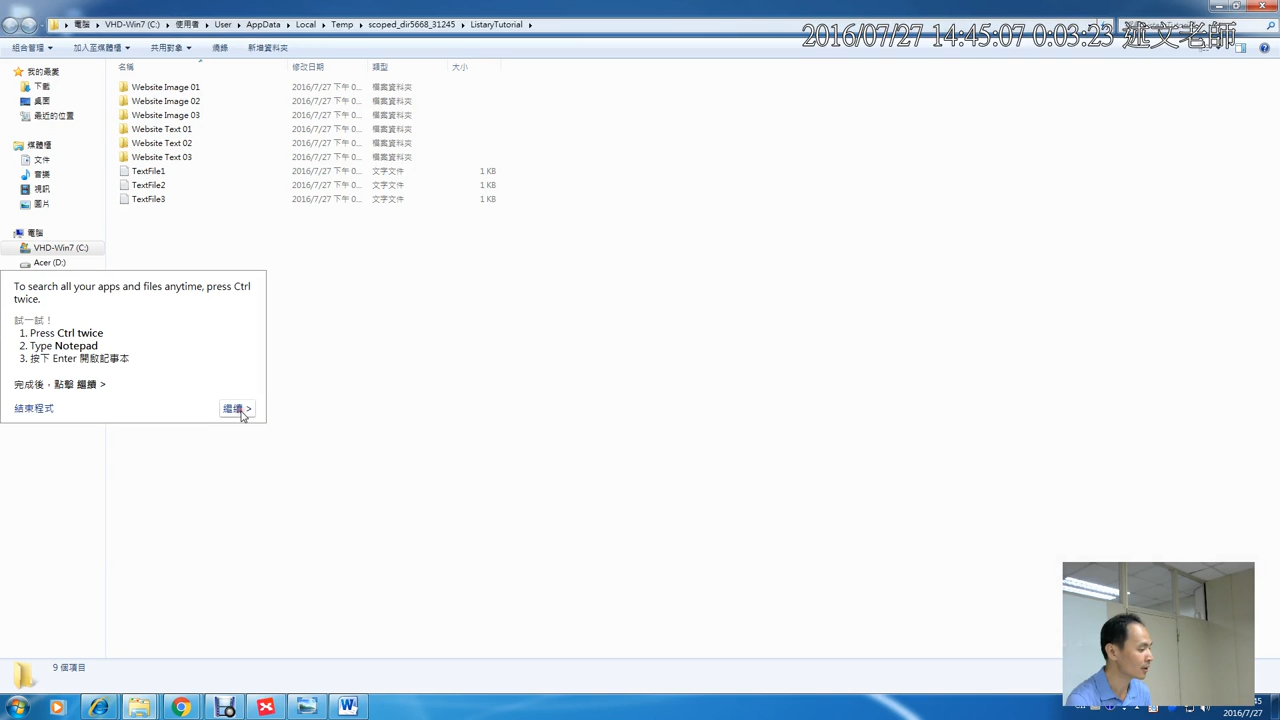 電腦 ▸ VHD-Win7 (C:) ▸ 使用者 ▸ User ▸ AppData ▸ Local ▸ Temp ▸ scoped_dir5668_31245 ▸ ListaryTutorial ▸
2016/07/27 14:45:07 0:03:23 述文老師
組合管理 加入至媒體櫃 共用對象 燒錄 新增資料夾
名稱 修改日期 類型 大小
我的最愛
下載
桌面
最近的位置
媒體櫃
文件
音樂
視訊
圖片
電腦
VHD-Win7 (C:)
Acer (D:)
Website Image 01 2016/7/27 下午 0... 檔案資料夾
Website Image 02 2016/7/27 下午 0... 檔案資料夾
Website Image 03 2016/7/27 下午 0... 檔案資料夾
Website Text 01 2016/7/27 下午 0... 檔案資料夾
Website Text 02 2016/7/27 下午 0... 檔案資料夾
Website Text 03 2016/7/27 下午 0... 檔案資料夾
TextFile1 2016/7/27 下午 0... 文字文件 1 KB
TextFile2 2016/7/27 下午 0... 文字文件 1 KB
TextFile3 2016/7/27 下午 0... 文字文件 1 KB
To search all your apps and files anytime, press Ctrl
twice.
試一試！
1. Press Ctrl twice
2. Type Notepad
3. 按下 Enter 開啟記事本
完成後，點擊 繼續 >
結束程式 繼續 >
9 個項目
2016/7/27